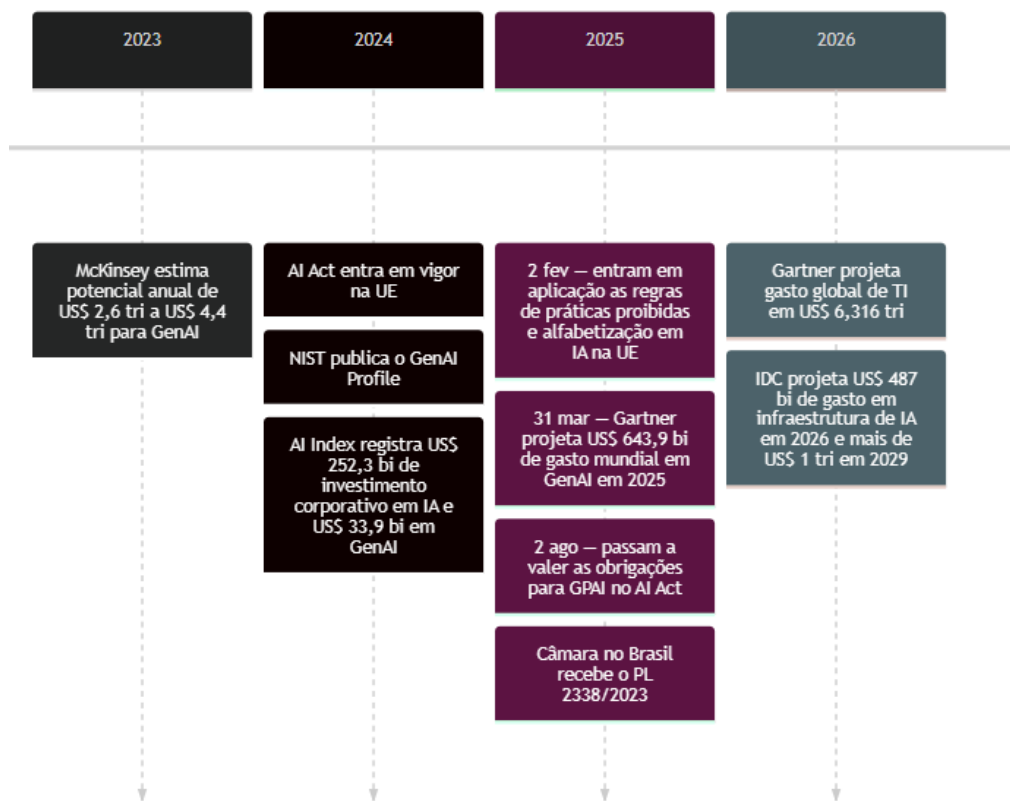 2023
2024
2025
2026
McKinsey estima
potencial anual de
US$ 2,6 tri a US$ 4,4
tri para GenAI
AI Act entra em vigor
na UE
NIST publica o GenAI
Profile
AI Index registra US$
252,3 bi de
investimento
corporativo em IA e
US$ 33,9 bi em
GenAI
2 fev — entram em
aplicação as regras
de práticas proibidas
e alfabetização em
IA na UE
31 mar — Gartner
projeta US$ 643,9 bi
de gasto mundial em
GenAI em 2025
2 ago — passam a
valer as obrigações
para GPAI no AI Act
Câmara no Brasil
recebe o PL
2338/2023
Gartner projeta
gasto global de TI
em US$ 6,316 tri
IDC projeta US$ 487
bi de gasto em
infraestrutura de IA
em 2026 e mais de
US$ 1 tri em 2029